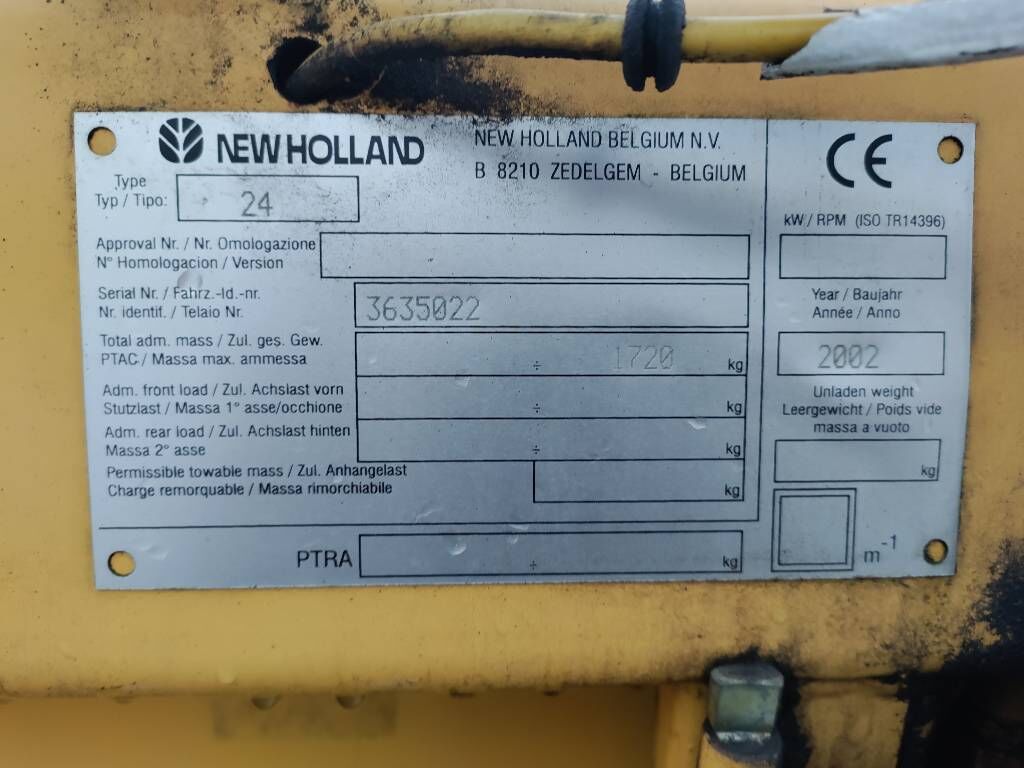 NEW HOLLAND
NEW HOLLAND BELGIUM N.V.
B 8210 ZEDELGEM - BELGIUM
CE
Type
Typ / Tipo:
24
kW / RPM (ISO TR14396)
Approval Nr. / Nr. Omologazione
N° Homologacion / Version
Serial Nr. / Fahrz.-Id.-nr.
Nr. identif. / Telaio Nr.
3635022
Year / Baujahr
Année / Anno
2002
Total adm. mass / Zul. ges. Gew.
PTAC / Massa max. ammessa
÷ 1720 kg
Adm. front load / Zul. Achslast vorn
Stutzlast / Massa 1° asse/occhione
÷ kg
Unladen weight
Leergewicht / Poids vide
massa a vuoto
kg
Adm. rear load / Zul. Achslast hinten
Massa 2° asse
÷ kg
Permissible towable mass / Zul. Anhangelast
Charge remorquable / Massa rimorchiabile
kg
PTRA ÷ kg
m-1